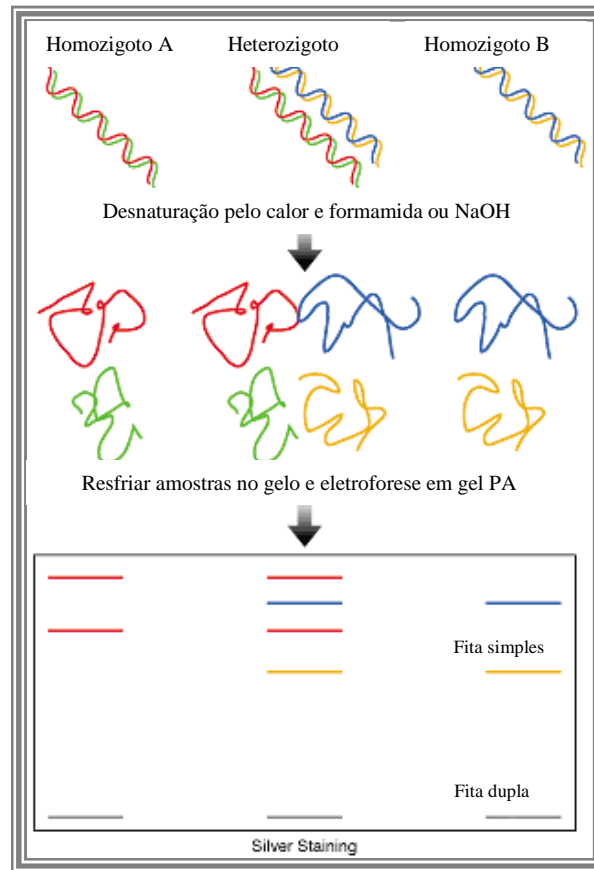 Homozigoto A Heterozigoto Homozigoto B
Desnaturação pelo calor e formamida ou NaOH
Resfriar amostras no gelo e eletroforese em gel PA
Fita simples
Fita dupla
Silver Staining